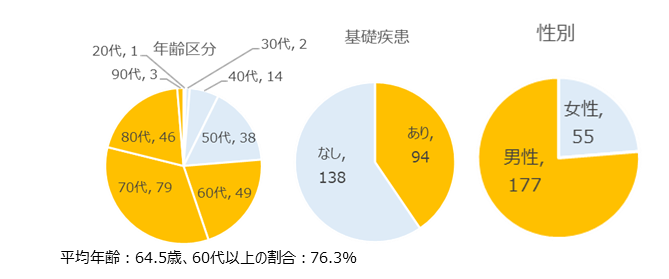 年齢区分
20代, 1
30代, 2
90代, 3
40代, 14
80代, 46
50代, 38
70代, 79
60代, 49
基礎疾患
なし,
138
あり,
94
性別
女性,
55
男性,
177
平均年齢：64.5歳、60代以上の割合：76.3%